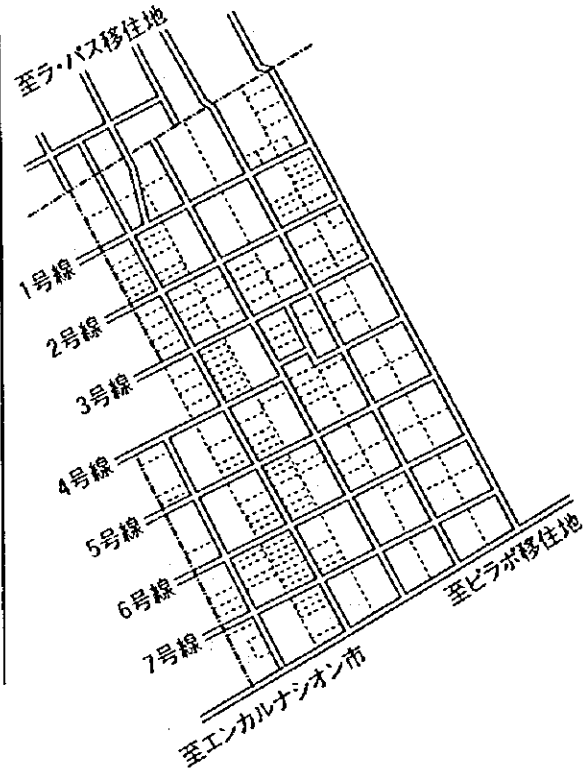 至ラ・パス移住地
1号線
2号線
3号線
4号線
5号線
6号線
7号線
至ピラポ移住地
至エンカルナシオン市